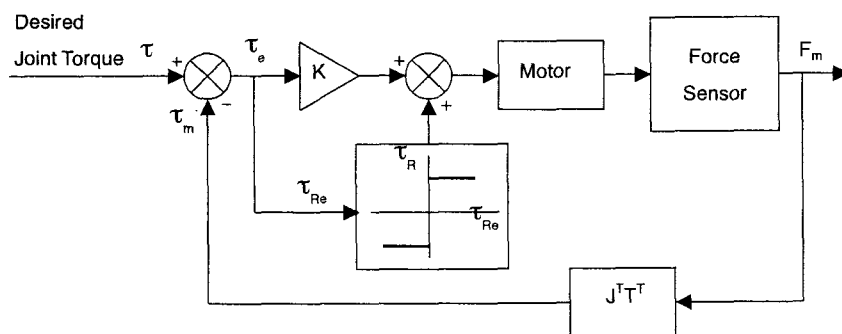 Desired
Joint Torque τ
+
τe
K
+
Motor
Force
Sensor
Fm
τm
−
+
τR
τRe
τRe
JᵀTᵀ